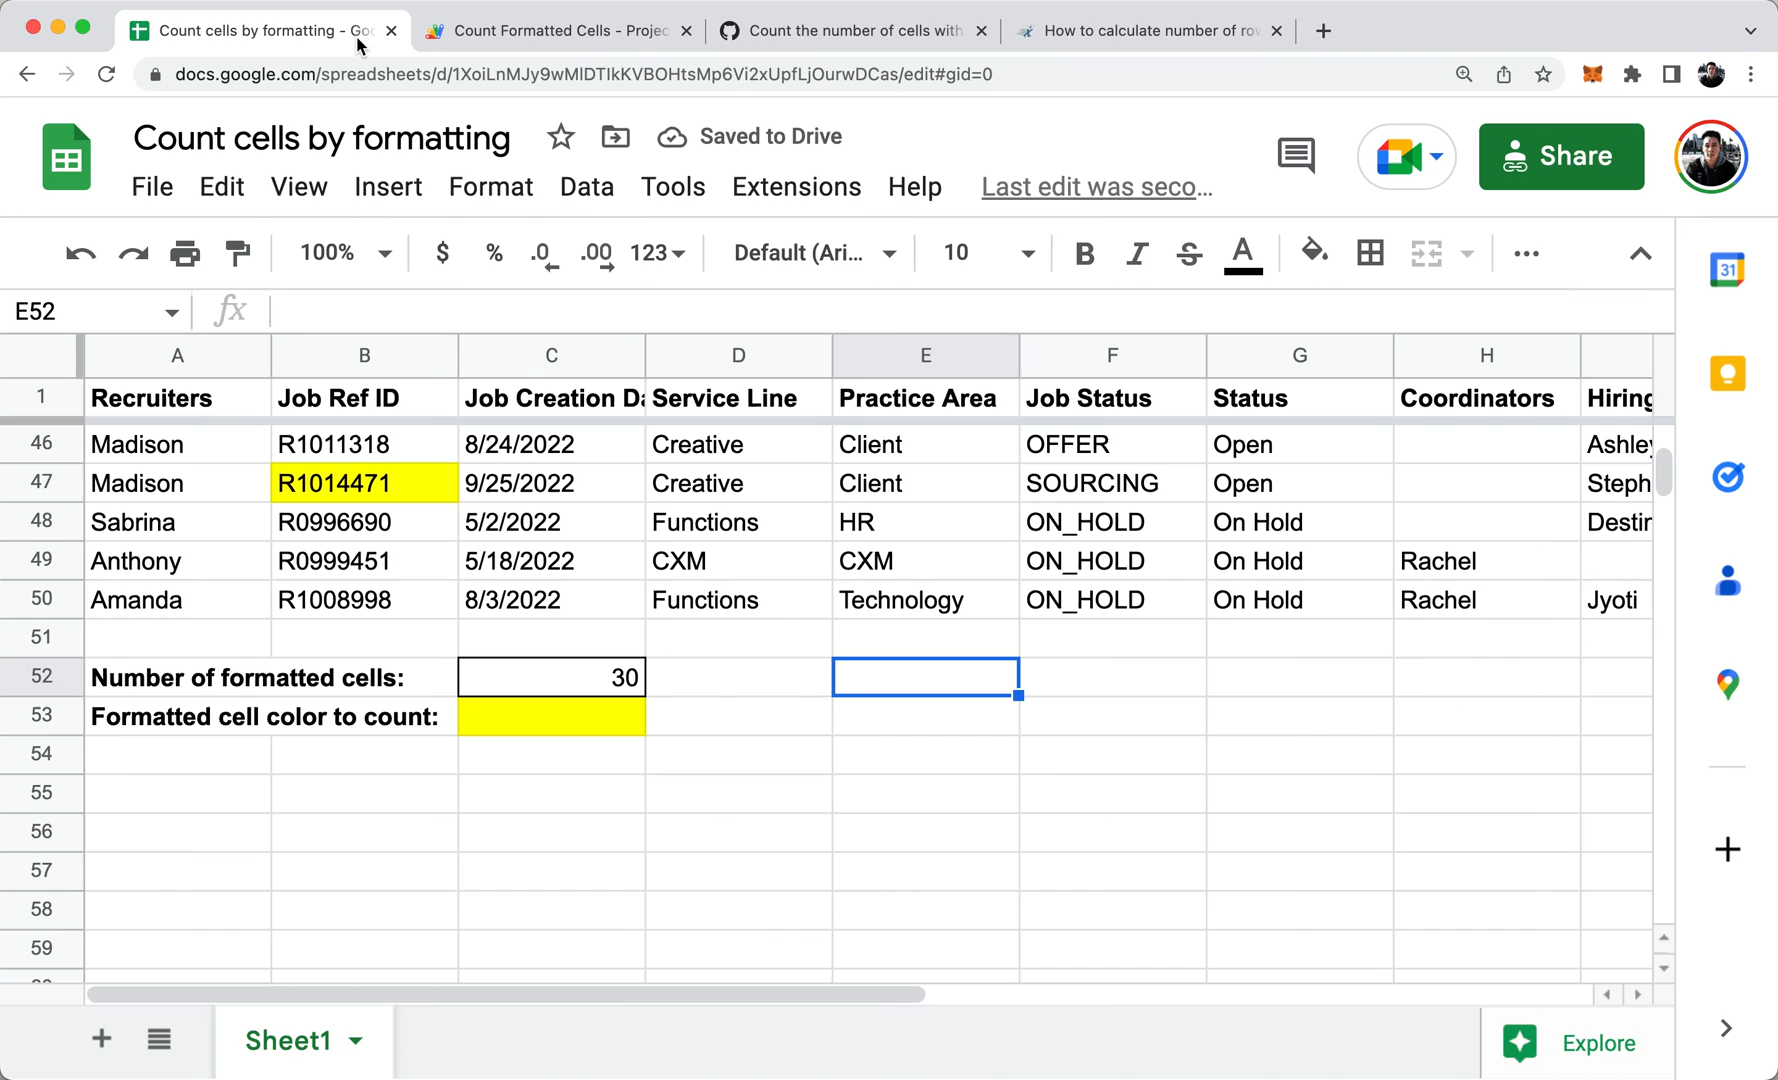 Count cells by formatting - Goo
Count Formatted Cells - Projec
Count the number of cells with
How to calculate number of row
docs.google.com/spreadsheets/d/1XoiLnMJy9wMlDTlkKVBOHtsMp6Vi2xUpfLjOurwDCas/edit#gid=0
Count cells by formatting
Saved to Drive
Share
File Edit View Insert Format Data Tools Extensions Help Last edit was seco...
100% $ % .0 .00 123 Default (Ari... 10 B I S A
31
E52 fx
A B C D E F G H
1 Recruiters Job Ref ID Job Creation Da Service Line Practice Area Job Status Status Coordinators Hiring
46 Madison R1011318 8/24/2022 Creative Client OFFER Open Ashley
47 Madison R1014471 9/25/2022 Creative Client SOURCING Open Steph
48 Sabrina R0996690 5/2/2022 Functions HR ON_HOLD On Hold Destin
49 Anthony R0999451 5/18/2022 CXM CXM ON_HOLD On Hold Rachel
50 Amanda R1008998 8/3/2022 Functions Technology ON_HOLD On Hold Rachel Jyoti
51
52 Number of formatted cells: 30
53 Formatted cell color to count:
54
55
56
57
58
59
Sheet1
Explore